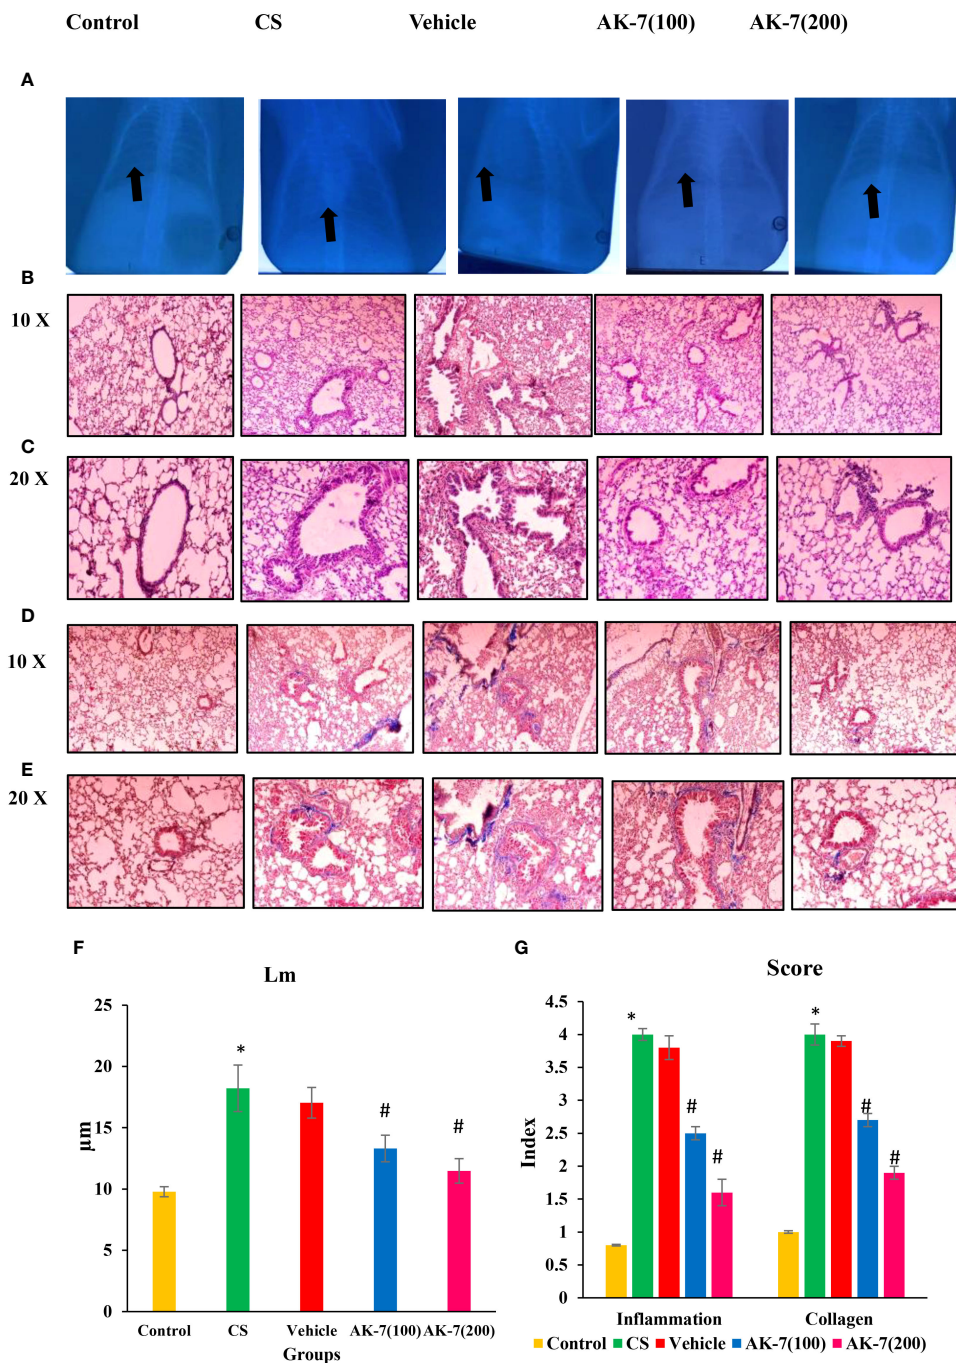 Control CS Vehicle AK-7(100) AK-7(200)
A
E
B
10 X
C
20 X
D
10 X
E
20 X
F
Lm
25
20
15
10
5
0
µm
*
#
#
Control CS Vehicle AK-7(100) AK-7(200)
Groups
G
Score
4.5
4
3.5
3
2.5
2
1.5
1
0.5
0
Index
*
#
#
*
#
#
Inflammation Collagen
Control CS Vehicle AK-7(100) AK-7(200)